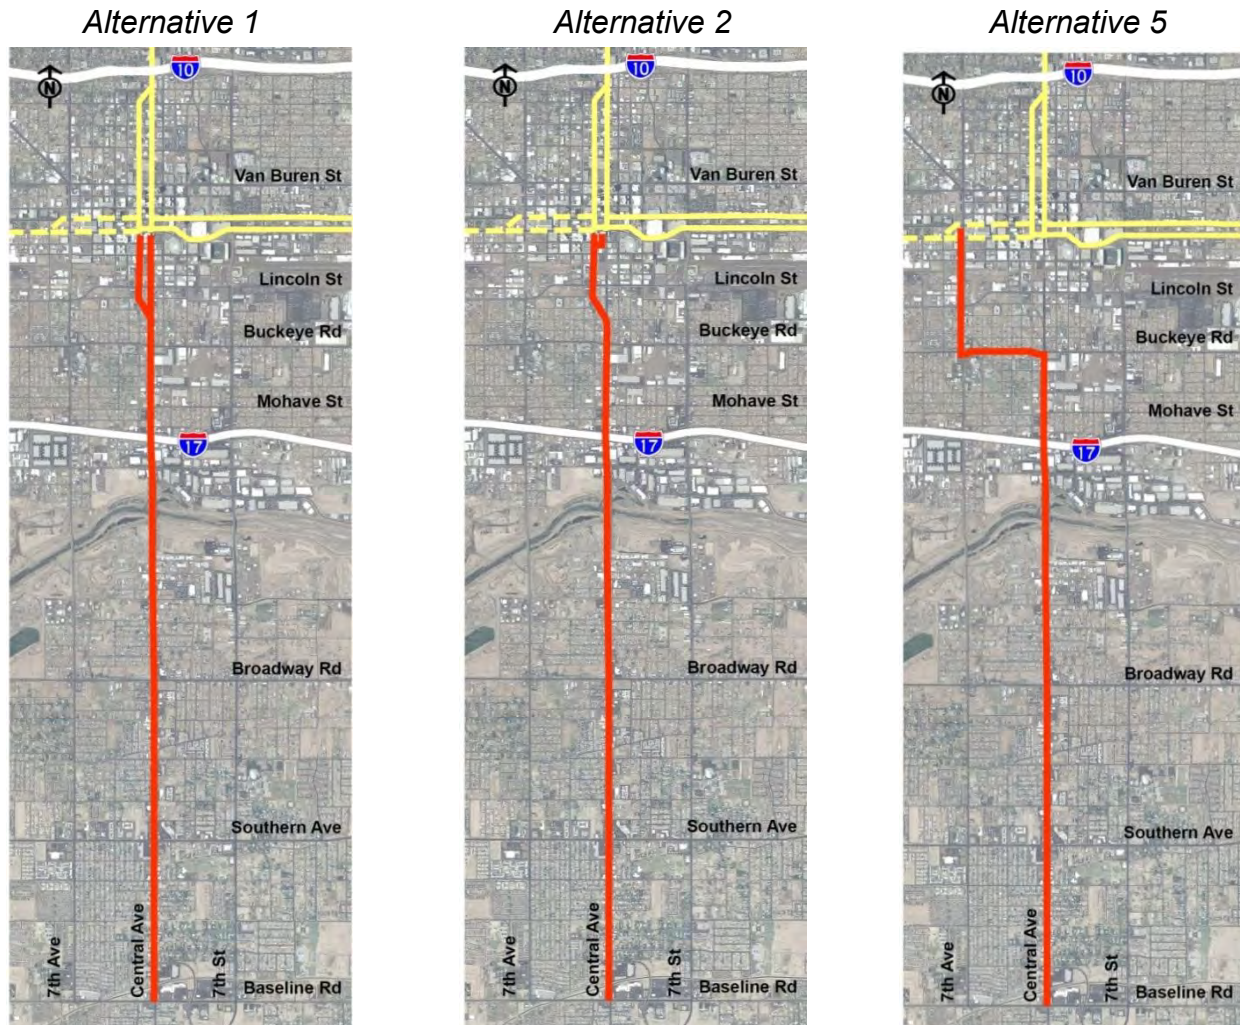 Alternative 1
10
N
Van Buren St
Lincoln St
Buckeye Rd
Mohave St
17
Broadway Rd
Southern Ave
7th Ave
Central Ave
7th St
Baseline Rd
Alternative 2
10
N
Van Buren St
Lincoln St
Buckeye Rd
Mohave St
17
Broadway Rd
Southern Ave
7th Ave
Central Ave
7th St
Baseline Rd
Alternative 5
10
N
Van Buren St
Lincoln St
Buckeye Rd
Mohave St
17
Broadway Rd
Southern Ave
7th Ave
Central Ave
7th St
Baseline Rd